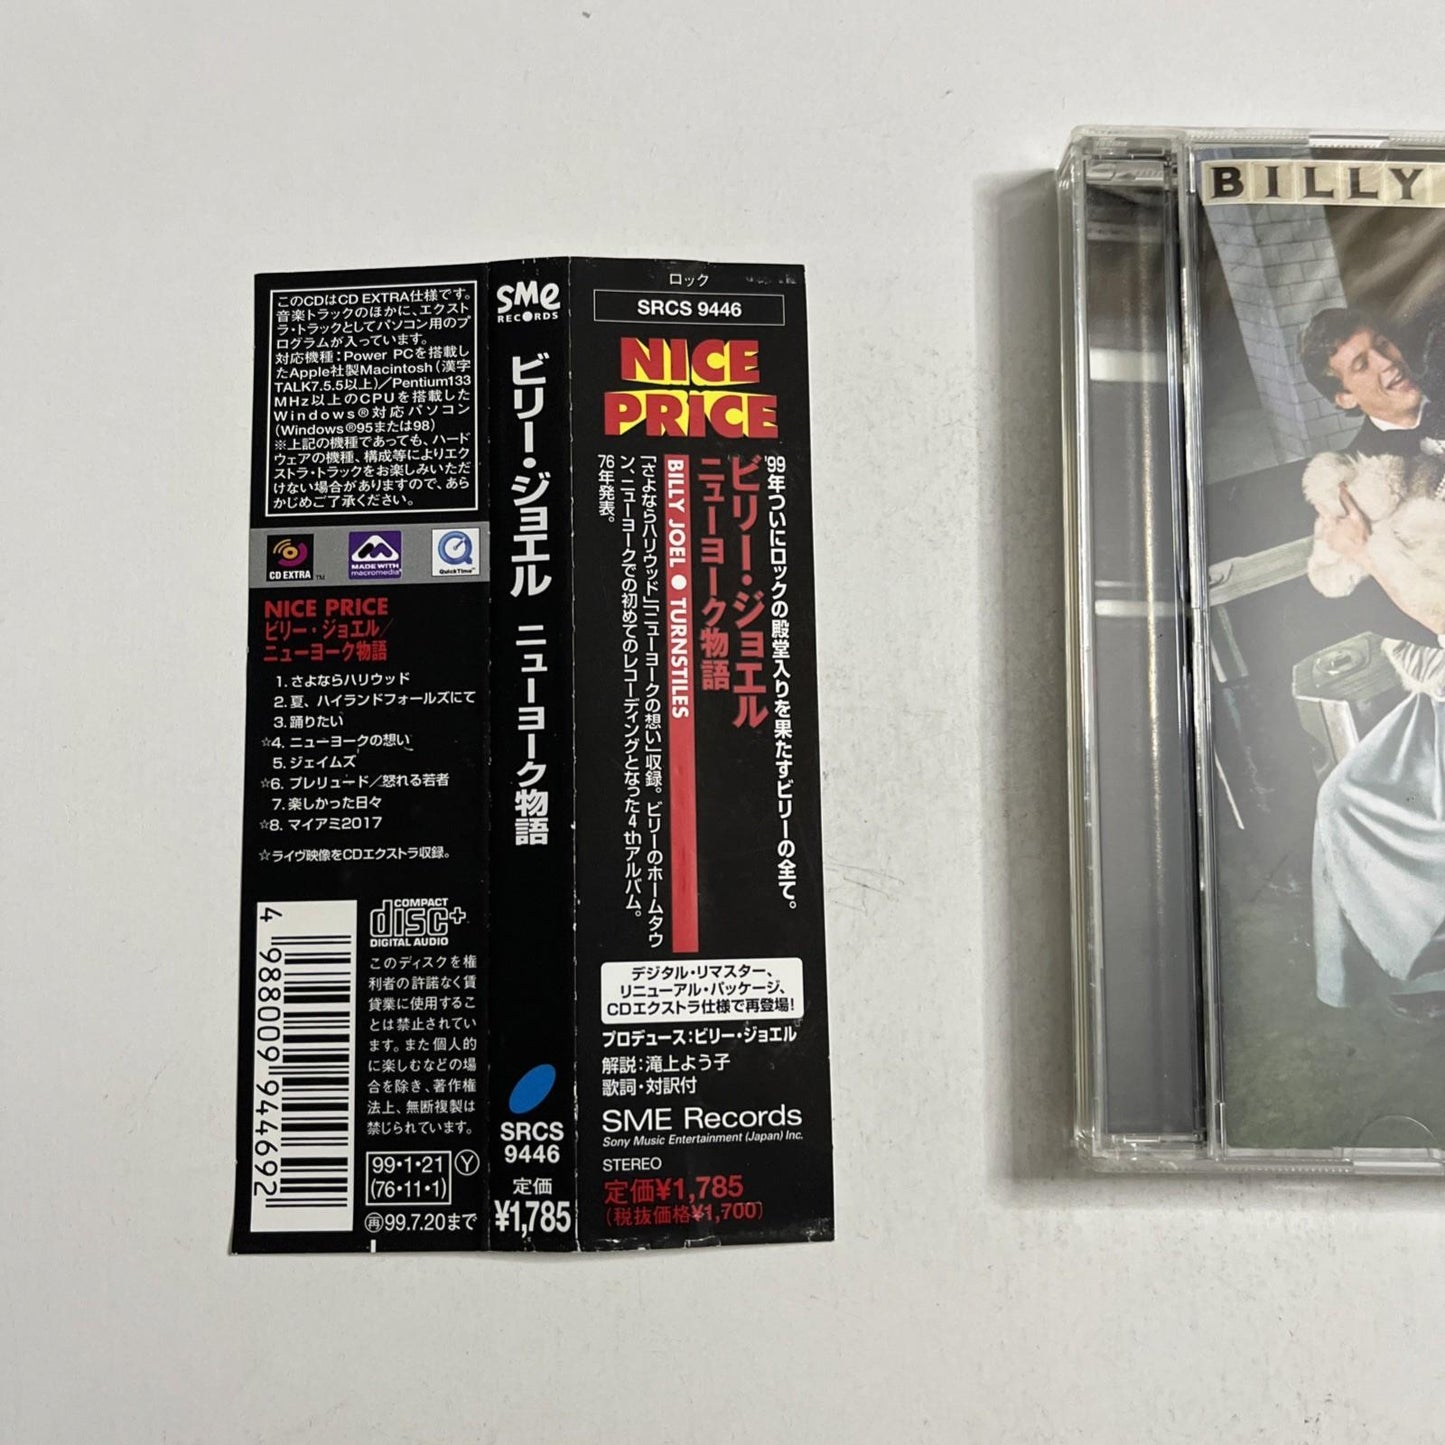 このCDはCD EXTRA仕様です。
音楽トラックのほかに、エクスト
ラ・トラックとしてパソコン用のプ
ログラムが入っています。
対応機種：Power PCを搭載し
たApple社製Macintosh（漢字
TALK7.5.5以上）／Pentium133
MHz以上のCPUを搭載した
Windows®対応パソコン
（Windows®95または98）
※上記の機種であっても、ハード
ウェアの機種、構成等によりエク
ストラ・トラックをお楽しみいただ
けない場合がありますので、あら
かじめご了承ください。
CD EXTRA ™
MADE WITH
macromedia®
QuickTime™
NICE PRICE
ビリー・ジョエル／
ニューヨーク物語
1. さよならハリウッド
2. 夏、ハイランドフォールズにて
3. 踊りたい
☆4. ニューヨークの想い
5. ジェイムズ
☆6. プレリュード／怒れる若者
7. 楽しかった日々
☆8. マイアミ2017
☆ライヴ映像をCDエクストラ収録。
4 988009 944692
COMPACT
disc+
DIGITAL AUDIO
このディスクを権
利者の許諾なく賃
貸業に使用するこ
とは禁止されてい
ます。また個人的
に楽しむなどの場
合を除き、著作権
法上、無断複製は
禁じられています。
99・1・21 Y
(76・11・1)
再99.7.20まで
SMe
RECORDS
ビリー・ジョエル ニューヨーク物語
SRCS
9446
定価
¥1,785
ロック
SRCS 9446
NICE
PRICE
'99年ついにロックの殿堂入りを果たすビリーの全て。
ビリー・ジョエル
ニューヨーク物語
BILLY JOEL ● TURNSTILES
「さよならハリウッド」「ニューヨークの想い」収録。ビリーのホームタウ
ン、ニューヨークでの初めてのレコーディングとなった4thアルバム。
76年発表。
デジタル・リマスター、
リニューアル・パッケージ、
CDエクストラ仕様で再登場!
プロデュース：ビリー・ジョエル
解説：滝上よう子
歌詞・対訳付
SME Records
Sony Music Entertainment (Japan) Inc.
STEREO
定価¥1,785
（税抜価格¥1,700）
BILLY